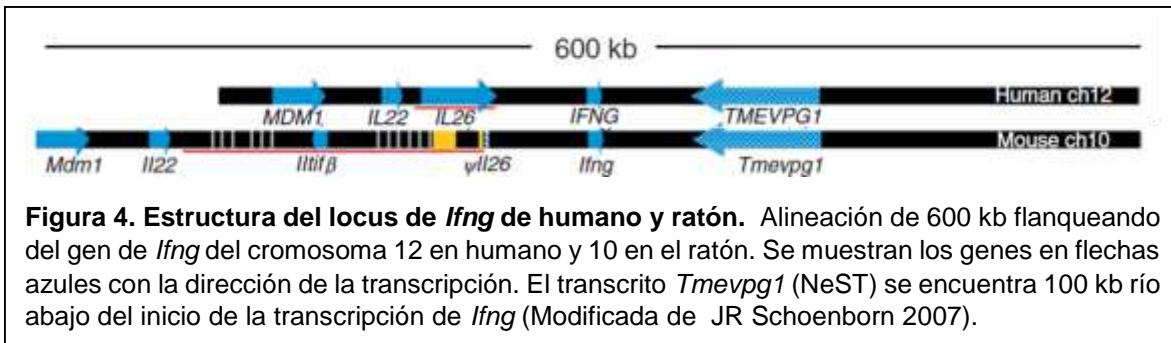 600 kb
Human ch12
MDM1 IL22 IL26 IFNG TMEVPG1
Mouse ch10
Mdm1 Il22 Iltifβ ψIl26 Ifng Tmevpg1
Figura 4. Estructura del locus de Ifng de humano y ratón. Alineación de 600 kb flanqueando
del gen de Ifng del cromosoma 12 en humano y 10 en el ratón. Se muestran los genes en flechas
azules con la dirección de la transcripción. El transcrito Tmevpg1 (NeST) se encuentra 100 kb río
abajo del inicio de la transcripción de Ifng (Modificada de JR Schoenborn 2007).